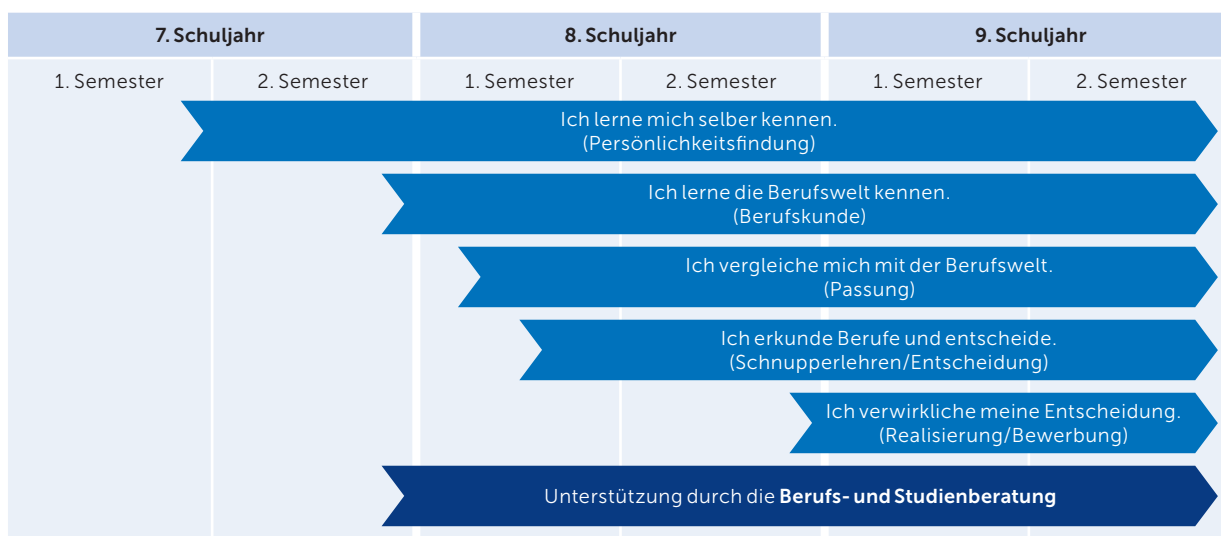 7. Schuljahr 8. Schuljahr 9. Schuljahr
1. Semester 2. Semester 1. Semester 2. Semester 1. Semester 2. Semester
Ich lerne mich selber kennen.
(Persönlichkeitsfindung)
Ich lerne die Berufswelt kennen.
(Berufskunde)
Ich vergleiche mich mit der Berufswelt.
(Passung)
Ich erkunde Berufe und entscheide.
(Schnupperlehren/Entscheidung)
Ich verwirkliche meine Entscheidung.
(Realisierung/Bewerbung)
Unterstützung durch die Berufs- und Studienberatung